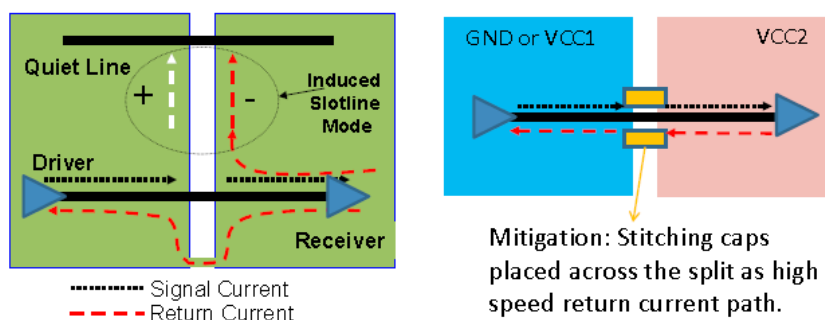 Quiet Line
+
-
Induced
Slotline
Mode
Driver
Receiver
Signal Current
Return Current
GND or VCC1
VCC2
Mitigation: Stitching caps
placed across the split as high
speed return current path.